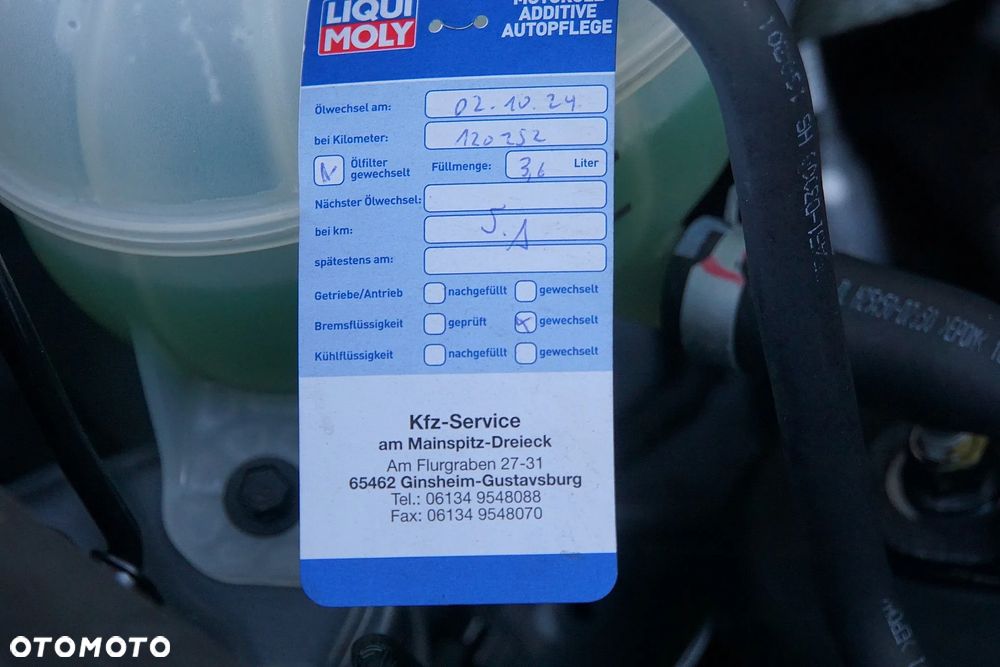 LIQUI
MOLY
MOTORÖLE
ADDITIVE
AUTOPFLEGE
Ölwechsel am: 02.10.24
bei Kilometer: 120252
Ölfilter
gewechselt
Füllmenge: 3,6 Liter
Nächster Ölwechsel:
bei km:
spätestens am:
Getriebe/Antrieb nachgefüllt gewechselt
Bremsflüssigkeit geprüft gewechselt
Kühlflüssigkeit nachgefüllt gewechselt
Kfz-Service
am Mainspitz-Dreieck
Am Flurgraben 27-31
65462 Ginsheim-Gustavsburg
Tel.: 06134 9548088
Fax: 06134 9548070
OTOMOTO